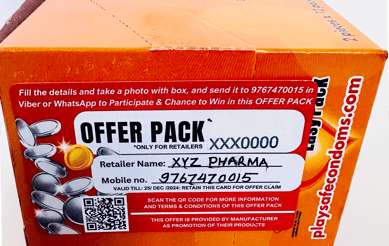 2 pieces x 12
Fill the details and take a photo with box, and send it to 9767470015 in
Viber or WhatsApp to Participate & Chance to Win in this OFFER PACK
OFFER PACK*
*ONLY FOR RETAILERS
XXX0000
Retailer Name: XYZ PHARMA
Mobile no. 9767470015
VALID TILL: 25/ DEC /2024: RETAIN THIS CARD FOR OFFER CLAIM
SCAN THE QR CODE FOR MORE INFORMATION
AND TERMS & CONDITIONS OF THIS OFFER PACK
THIS OFFER IS PROVIDED BY MANUFACTURER
AS PROMOTION OF THEIR PRODUCTS
playsafecondoms.com